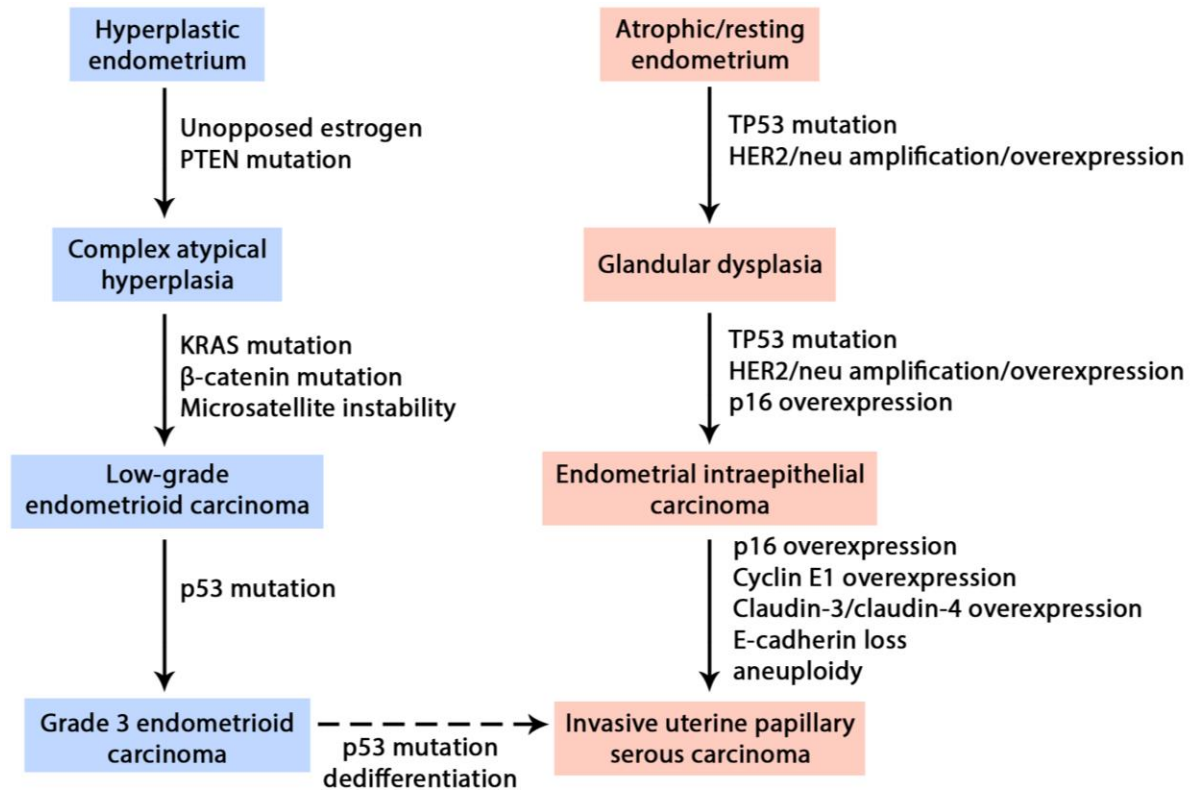 Hyperplastic
endometrium
Unopposed estrogen
PTEN mutation
Complex atypical
hyperplasia
KRAS mutation
β-catenin mutation
Microsatellite instability
Low-grade
endometrioid carcinoma
p53 mutation
Grade 3 endometrioid
carcinoma
p53 mutation
dedifferentiation
Atrophic/resting
endometrium
TP53 mutation
HER2/neu amplification/overexpression
Glandular dysplasia
TP53 mutation
HER2/neu amplification/overexpression
p16 overexpression
Endometrial intraepithelial
carcinoma
p16 overexpression
Cyclin E1 overexpression
Claudin-3/claudin-4 overexpression
E-cadherin loss
aneuploidy
Invasive uterine papillary
serous carcinoma